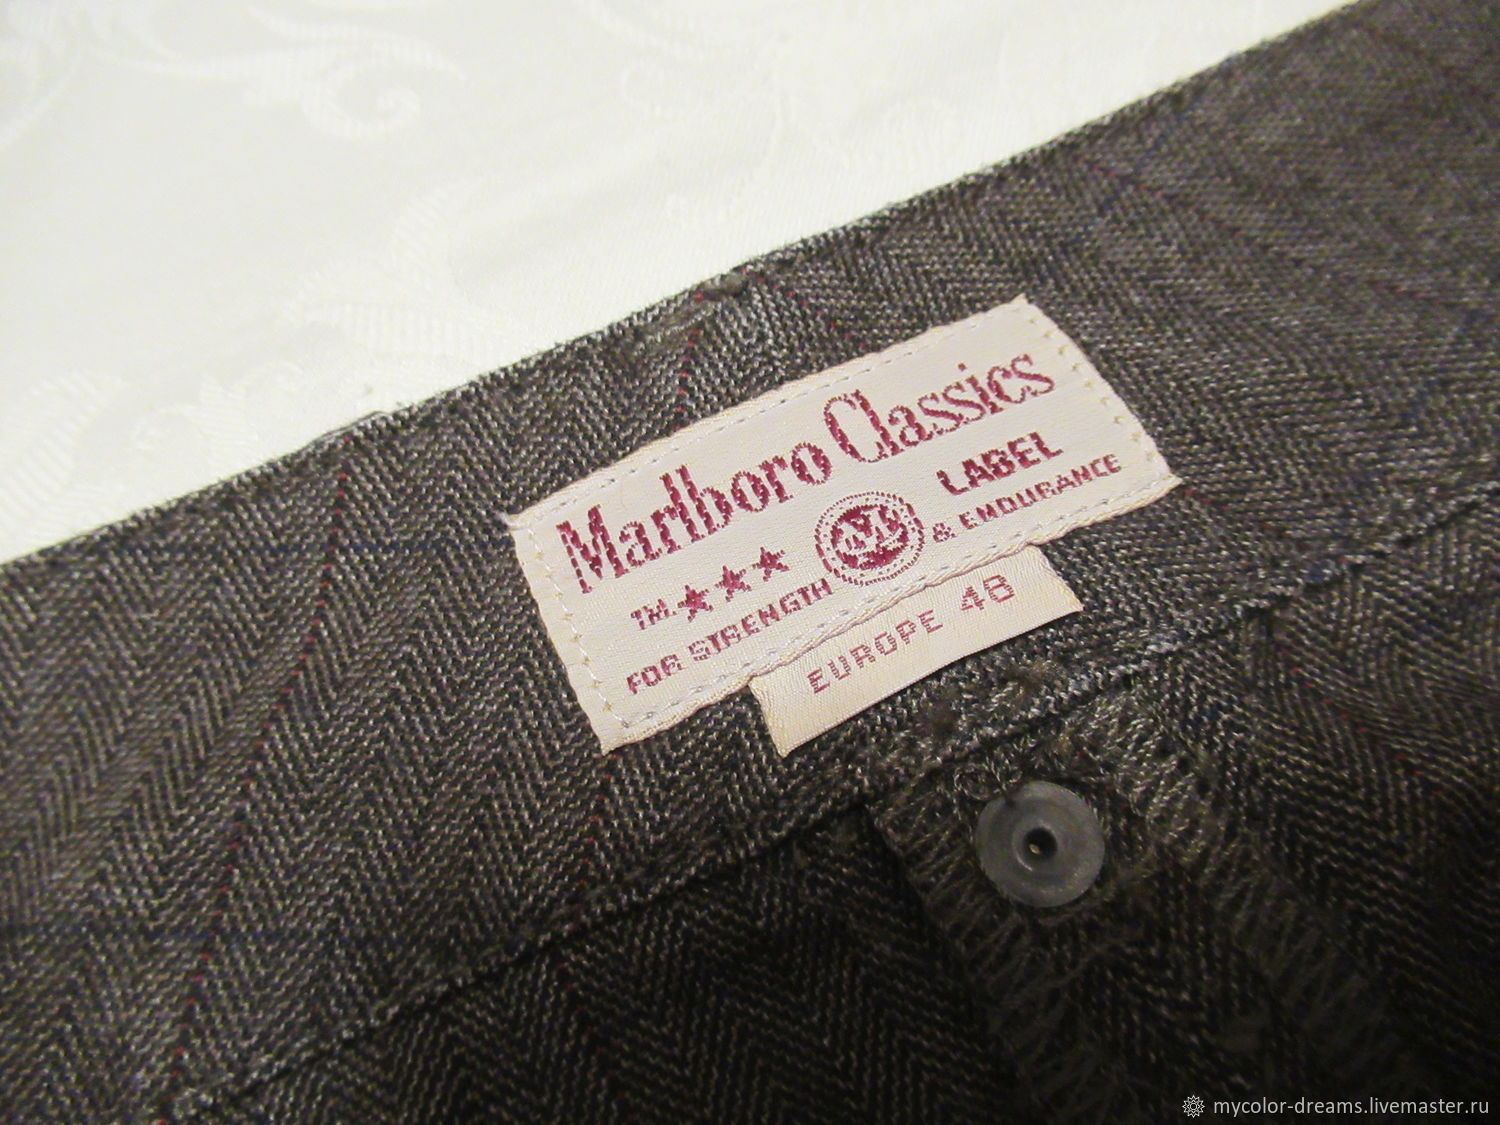 Marlboro Classics
TM. ★★★ LABEL
FOR STRENGTH & ENDURANCE
EUROPE 48
mycolor-dreams.livemaster.ru